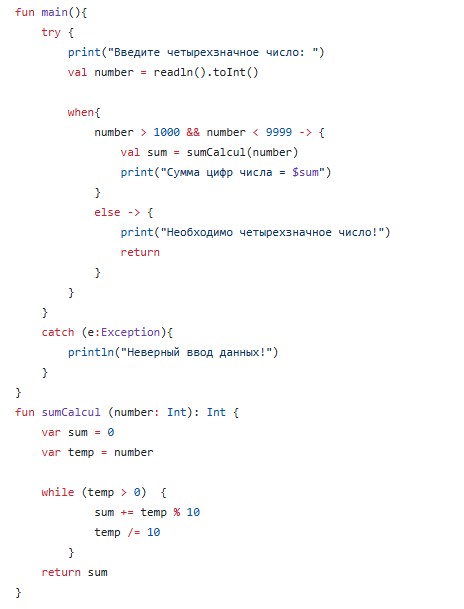 fun main(){
    try {
        print("Введите четырехзначное число: ")
        val number = readln().toInt()

        when{
            number > 1000 && number < 9999 -> {
                val sum = sumCalcul(number)
                print("Сумма цифр числа = $sum")
            }
            else -> {
                print("Необходимо четырехзначное число!")
                return
            }
        }
    }
    catch (e:Exception){
        println("Неверный ввод данных!")
    }
}
fun sumCalcul (number: Int): Int {
    var sum = 0
    var temp = number

    while (temp > 0)  {
            sum += temp % 10
            temp /= 10
        }
    return sum
}